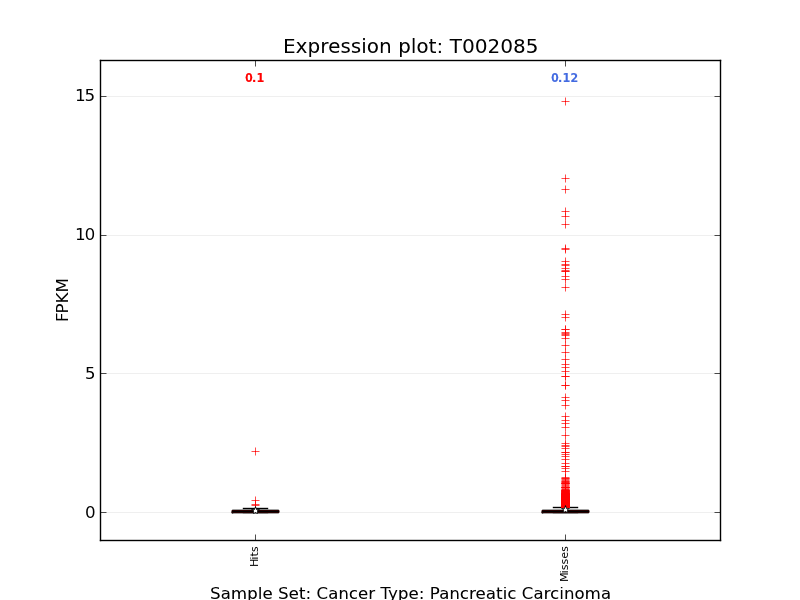 Expression plot: T002085
0.1
0.12
15
10
5
0
FPKM
Hits
Misses
Sample Set: Cancer Type: Pancreatic Carcinoma